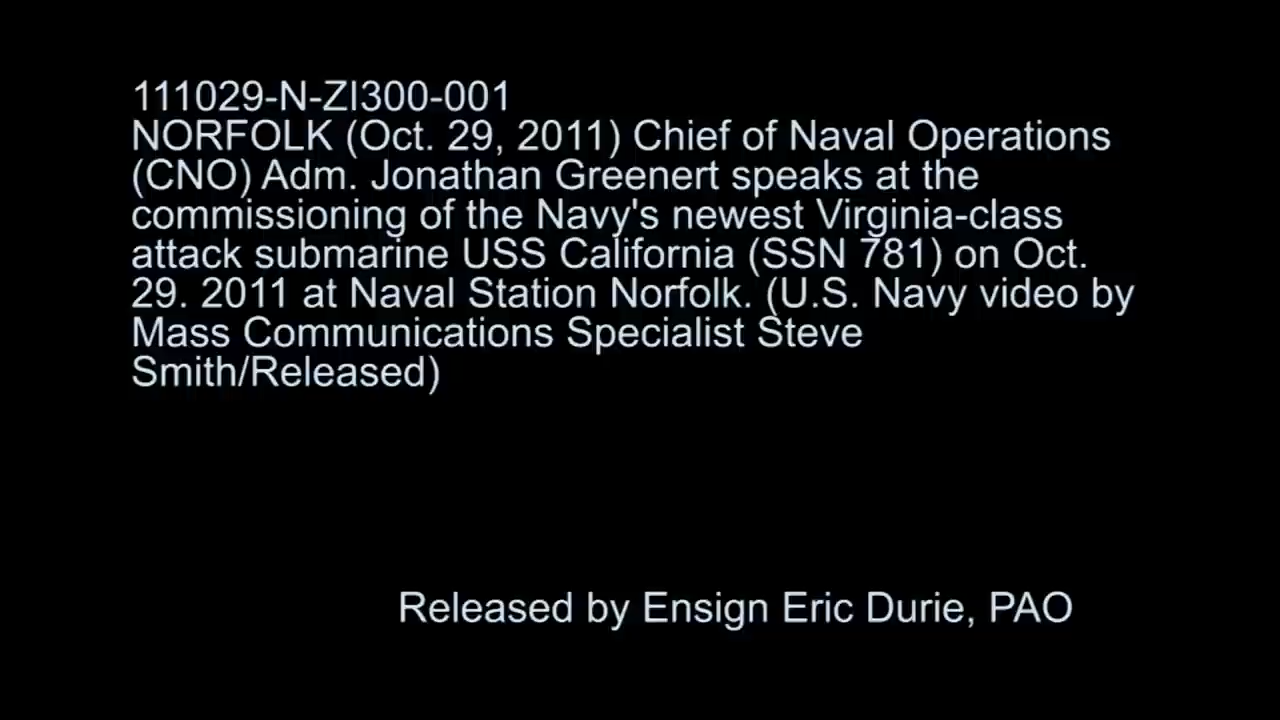 111029-N-ZI300-001
NORFOLK (Oct. 29, 2011) Chief of Naval Operations
(CNO) Adm. Jonathan Greenert speaks at the
commissioning of the Navy's newest Virginia-class
attack submarine USS California (SSN 781) on Oct.
29. 2011 at Naval Station Norfolk. (U.S. Navy video by
Mass Communications Specialist Steve
Smith/Released)
Released by Ensign Eric Durie, PAO